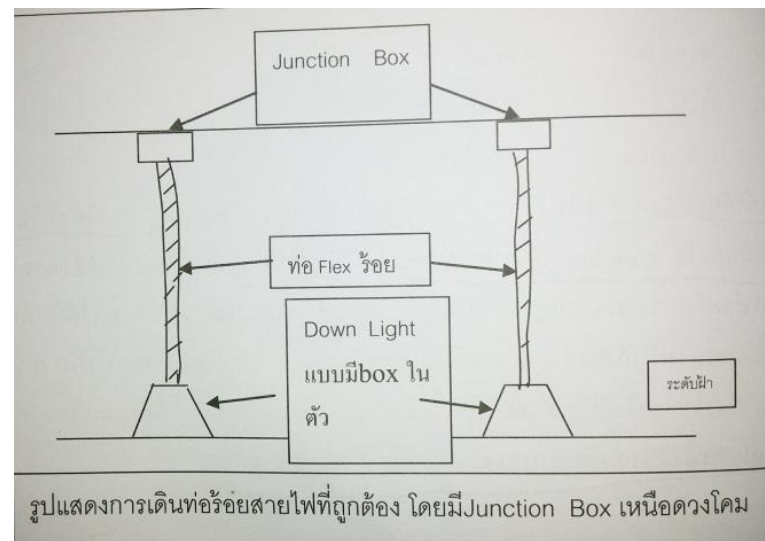 Junction Box
ท่อ Flex ร้อย
Down Light
แบบมีbox ใน
ตัว
ระดับฝ้า
รูปแสดงการเดินท่อร้อยสายไฟที่ถูกต้อง โดยมีJunction Box เหนือดวงโคม